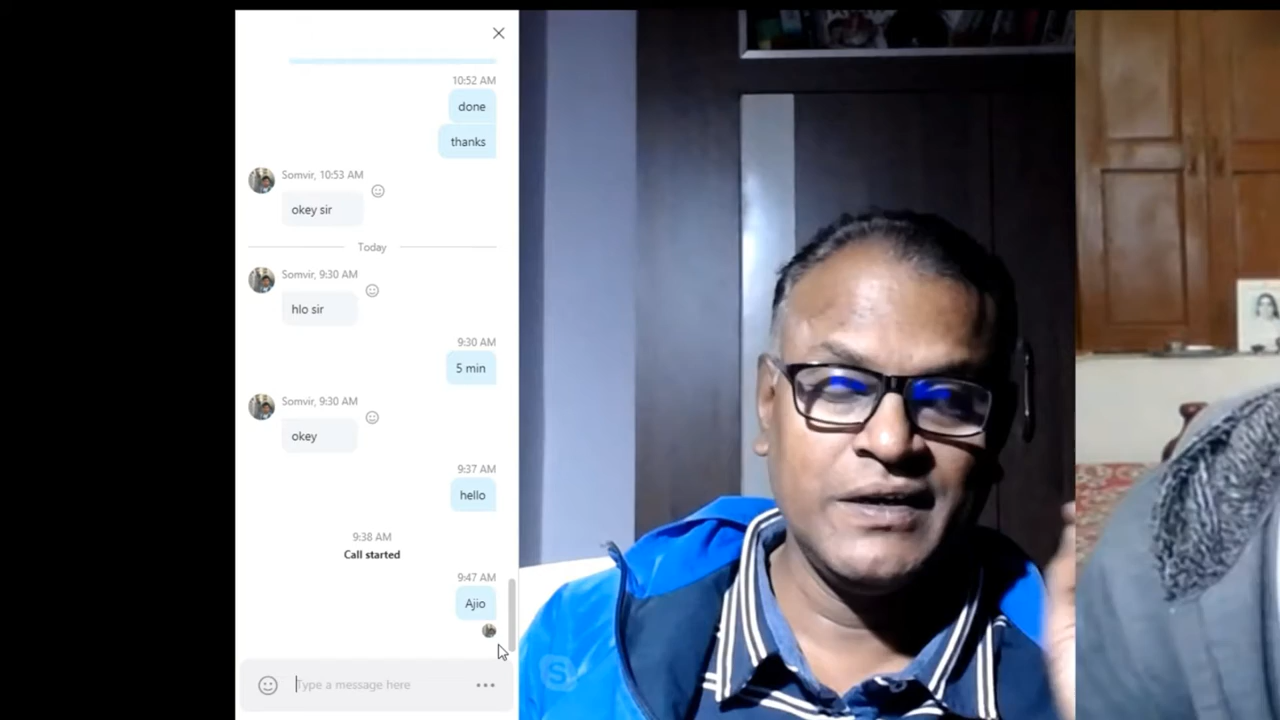 10:52 AM
done
thanks
Somvir, 10:53 AM
okey sir
Today
Somvir, 9:30 AM
hlo sir
9:30 AM
5 min
Somvir, 9:30 AM
okey
9:37 AM
hello
9:38 AM
Call started
9:47 AM
Ajio
Type a message here